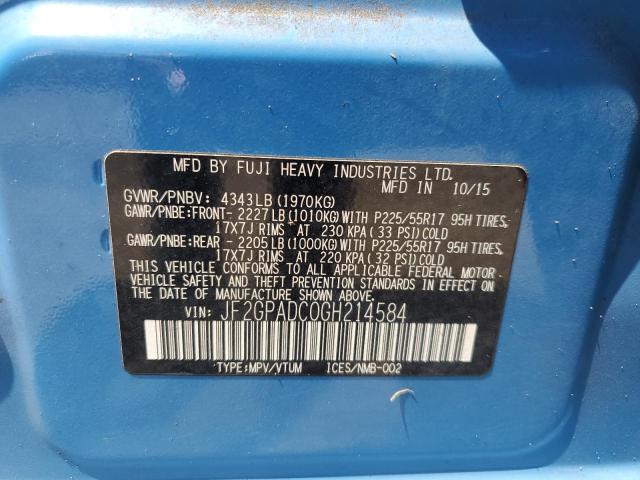 MFD BY FUJI HEAVY INDUSTRIES LTD.
MFD IN 10/15
GVWR/PNBV: 4343LB(1970KG)
GAWR/PNBE:FRONT- 2227LB(1010KG)WITH P225/55R17 95H TIRES,
17X7J RIMS AT 230 KPA( 33 PSI)COLD
GAWR/PNBE:REAR - 2205LB(1000KG)WITH P225/55R17 95H TIRES,
17X7J RIMS AT 220 KPA( 32 PSI)COLD
THIS VEHICLE CONFORMS TO ALL APPLICABLE FEDERAL MOTOR
VEHICLE SAFETY, BUMPER, AND THEFT PREVENTION STANDARDS
IN EFFECT ON THE DATE OF MANUFACTURE SHOWN ABOVE.
VIN: JF2GPADC0GH214584
TYPE:MPV/VTUM ICES/NMB-002